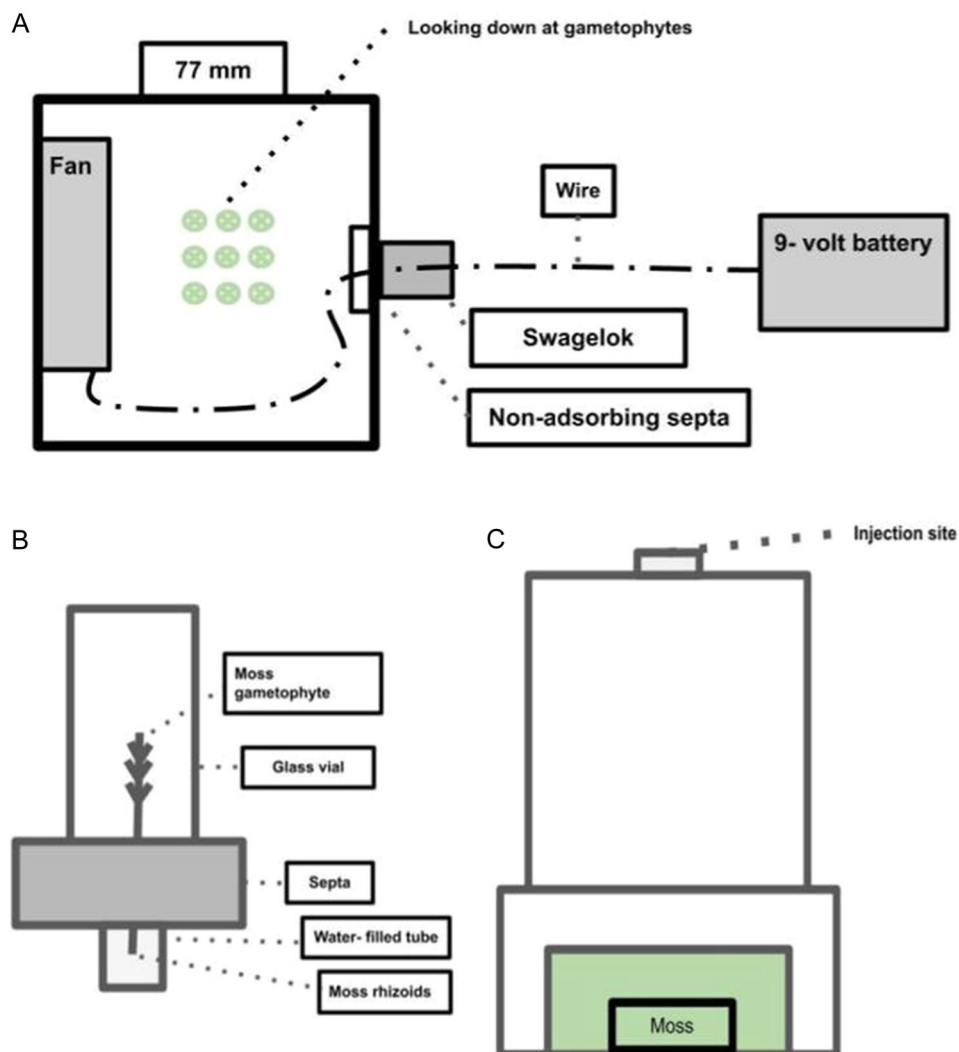 A
Looking down at gametophytes
77 mm
Fan
Wire
9- volt battery
Swagelok
Non-adsorbing septa
B
C
Injection site
Moss
gametophyte
Glass vial
Septa
Water- filled tube
Moss rhizoids
Moss